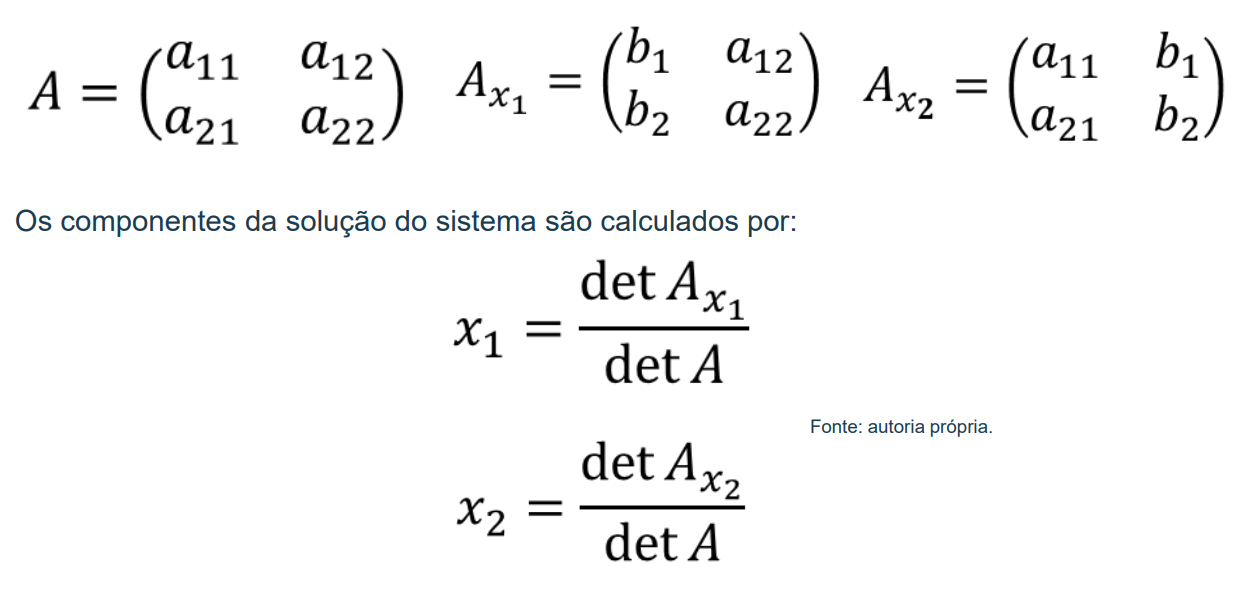 A = (a₁₁ a₁₂ a₂₁ a₂₂) Aₓ₁ = (b₁ a₁₂ b₂ a₂₂) Aₓ₂ = (a₁₁ b₁ a₂₁ b₂)
Os componentes da solução do sistema são calculados por:
x₁ = det Aₓ₁ / det A
Fonte: autoria própria.
x₂ = det Aₓ₂ / det A